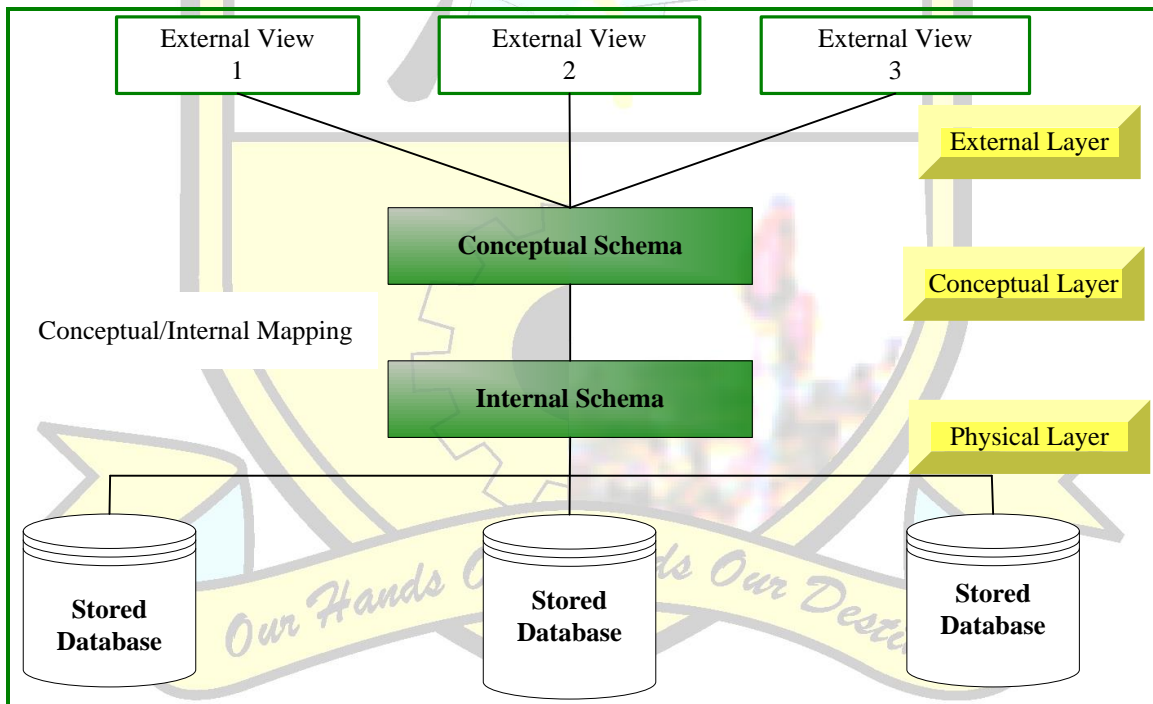 External View
1
External View
2
External View
3
External Layer
Conceptual Schema
Conceptual Layer
Conceptual/Internal Mapping
Internal Schema
Physical Layer
Stored
Database
Stored
Database
Stored
Database
Our Hands Our